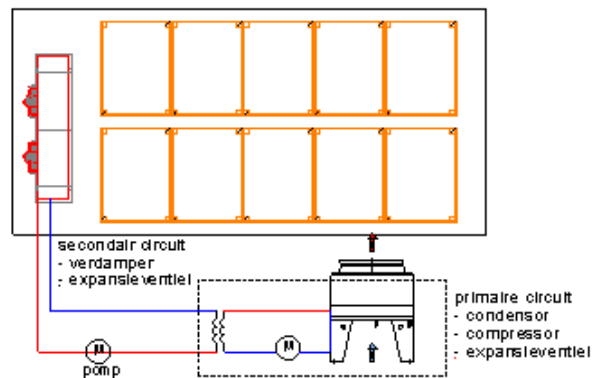 secondair circuit
- verdamper
- expansieventiel
primaire circuit
- condensor
- compressor
- expansieventiel
M
M
pomp